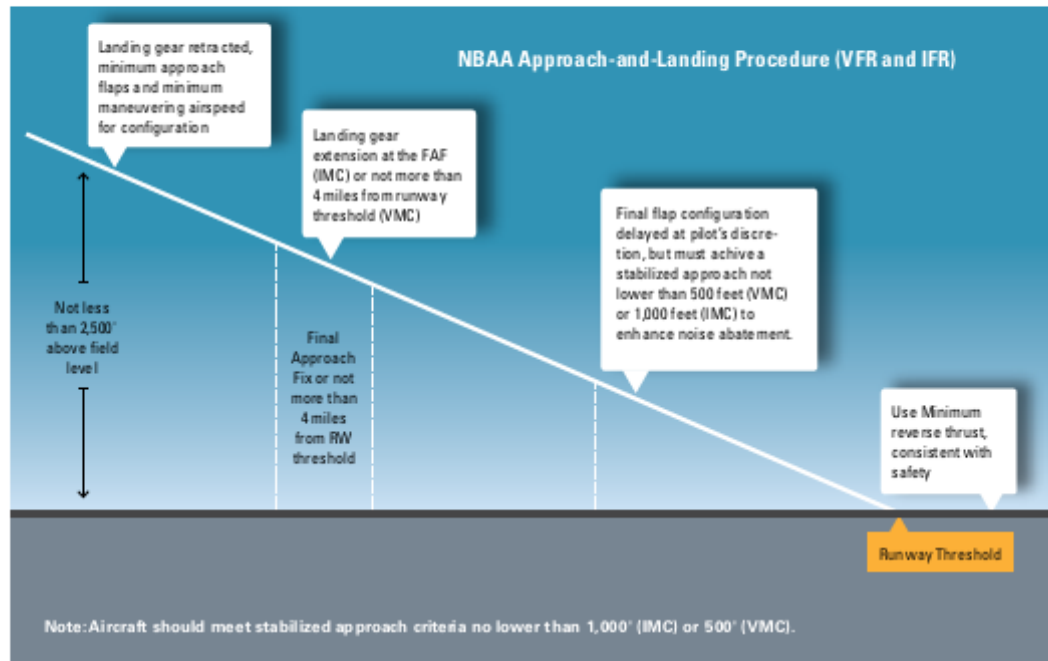 NBAA Approach-and-Landing Procedure (VFR and IFR)
Landing gear retracted,
minimum approach
flaps and minimum
maneuvering airspeed
for configuration
Landing gear
extension at the FAF
(IMC) or not more than
4 miles from runway
threshold (VMC)
Final flap configuration
delayed at pilot's discre-
tion, but must achive a
stabilized approach not
lower than 500 feet (VMC)
or 1,000 feet (IMC) to
enhance noise abatement.
Not less
than 2,500'
above field
level
Final
Approach
Fix or not
more than
4 miles
from RW
threshold
Use Minimum
reverse thrust,
consistent with
safety
Runway Threshold
Note: Aircraft should meet stabilized approach criteria no lower than 1,000' (IMC) or 500' (VMC).